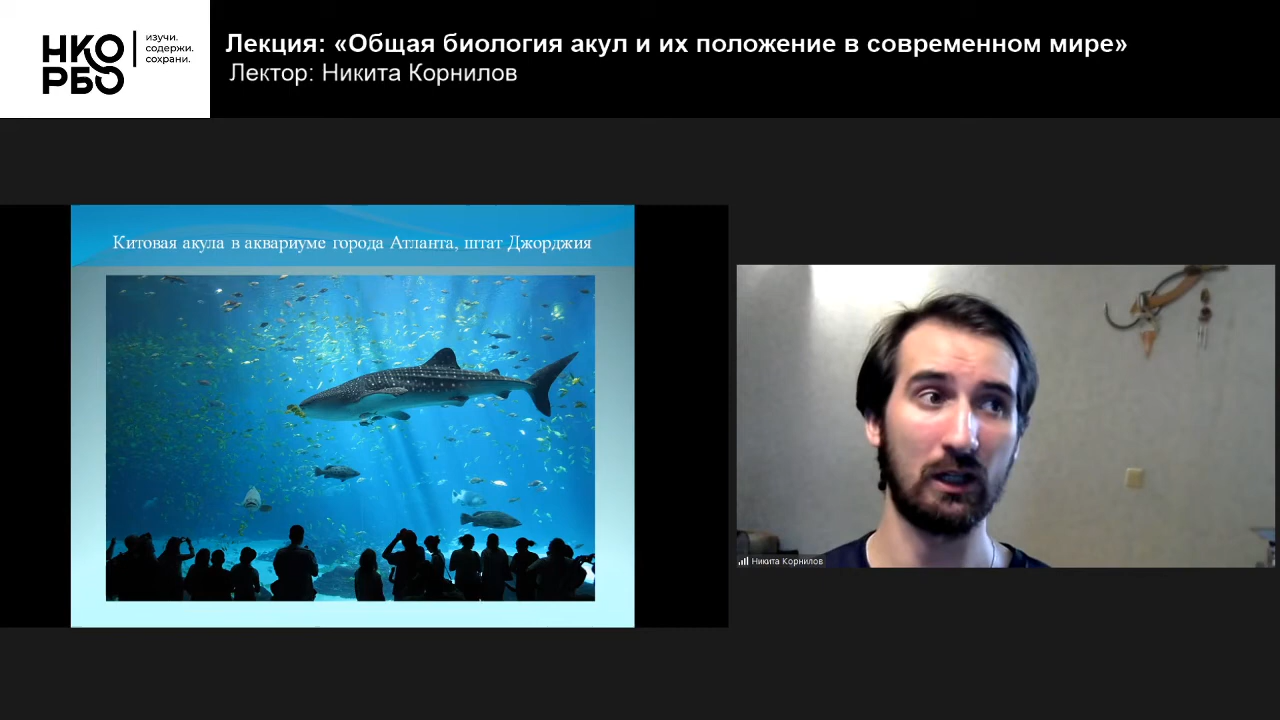 НКО
РБО
изучи.
содержи.
сохрани.
Лекция: «Общая биология акул и их положение в современном мире»
Лектор: Никита Корнилов
Китовая акула в аквариуме города Атланта, штат Джорджия
Никита Корнилов